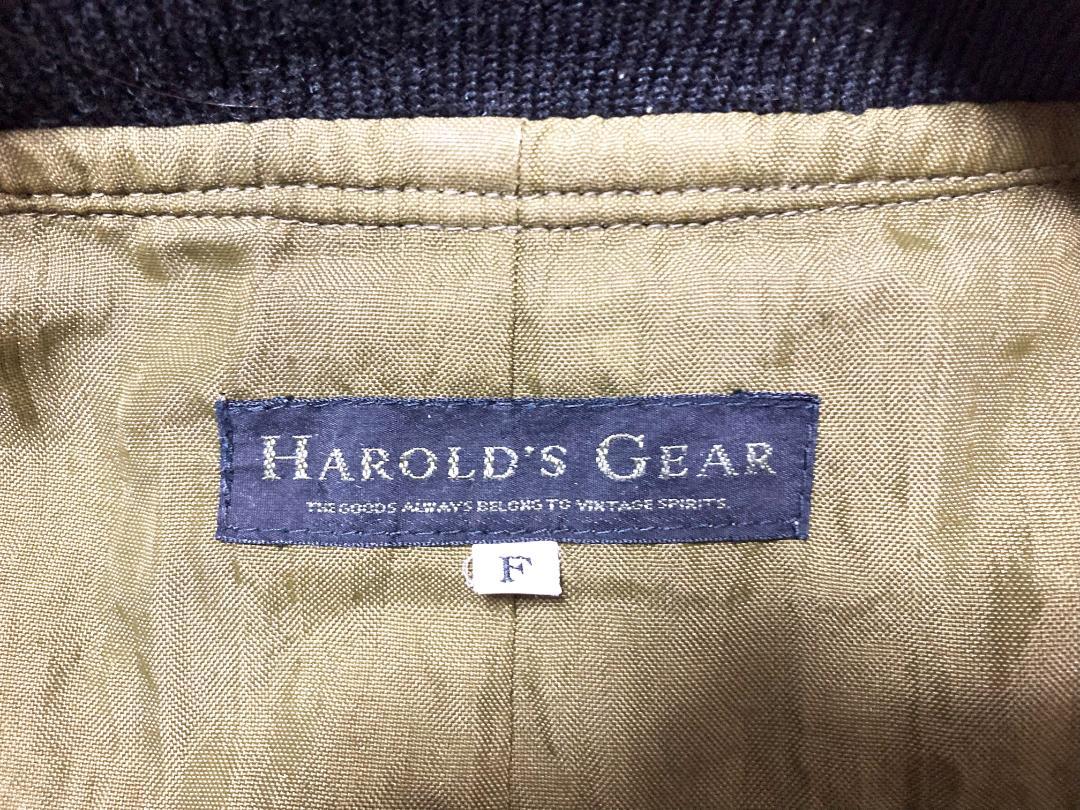 HAROLD'S GEAR
THE GOODS ALWAYS BELONG TO VINTAGE SPIRITS.
F